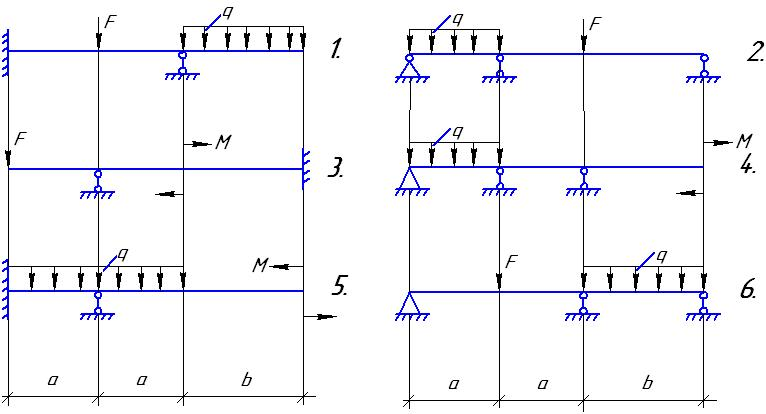 F q 1.
q F 2.
F M 3.
q M 4.
q M 5.
F q 6.
a a b
a a b